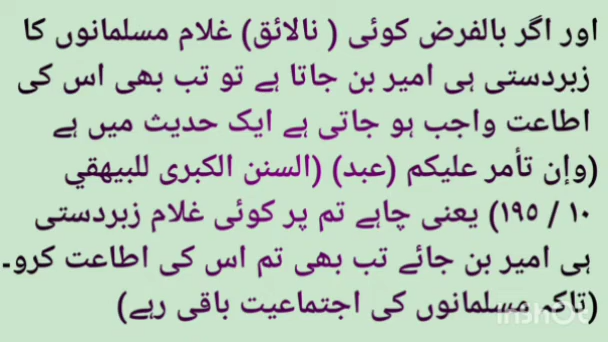 اور اگر بالفرض کوئی ( نالائق) غلام مسلمانوں کا
زبردستی ہی امیر بن جاتا ہے تو تب بھی اس کی
اطاعت واجب ہو جاتی ہے ایک حدیث میں ہے
(وإن تأمر عليكم (عبد) (السنن الكبرى للبيهقي
١٠ / ١٩٥) یعنی چاہے تم پر کوئی غلام زبردستی
ہی امیر بن جائے تب بھی تم اس کی اطاعت کرو۔
(تاکہ مسلمانوں کی اجتماعیت باقی رہے)
InShOt